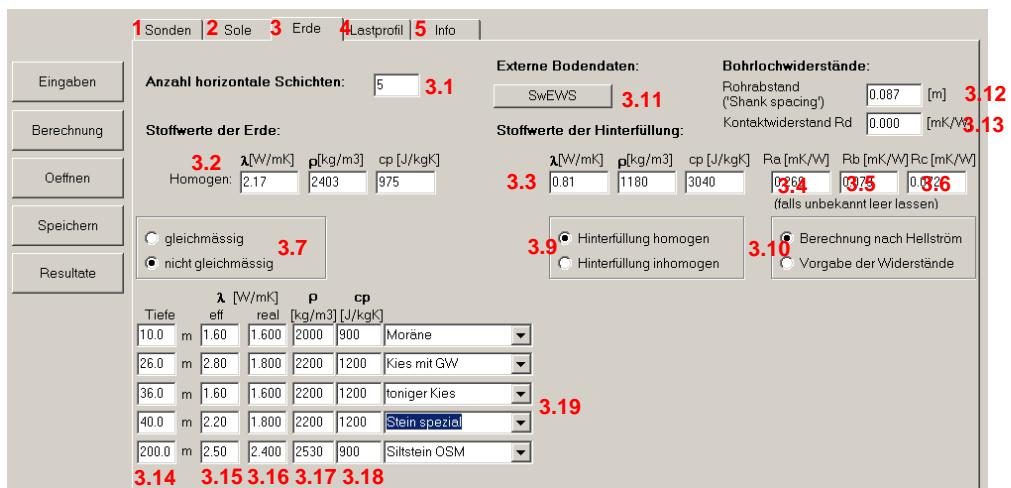 1 Sonden 2 Sole 3 Erde 4 Lastprofil 5 Info
Eingaben
Berechnung
Oeffnen
Speichern
Resultate
Anzahl horizontale Schichten: 5 3.1
Externe Bodendaten:
SwEWS 3.11
Bohrlochwiderstände:
Rohrabstand
('Shank spacing') 0.087 [m] 3.12
Kontaktwiderstand Rd 0.000 [mK/W] 3.13
Stoffwerte der Erde:
3.2 λ[W/mK] ρ[kg/m3] cp [J/kgK]
Homogen: 2.17 2403 975
Stoffwerte der Hinterfüllung:
λ[W/mK] ρ[kg/m3] cp [J/kgK] Ra [mK/W] Rb [mK/W] Rc [mK/W]
3.3 0.81 1180 3040 3.4 3.5 3.6
(falls unbekannt leer lassen)
gleichmässig
nicht gleichmässig
3.7
3.9
Hinterfüllung homogen
Hinterfüllung inhomogen
3.10
Berechnung nach Hellström
Vorgabe der Widerstände
λ [W/mK] ρ cp
Tiefe eff real [kg/m3] [J/kgK]
10.0 m 1.60 1.600 2000 900 Moräne
26.0 m 2.80 1.800 2200 1200 Kies mit GW
36.0 m 1.60 1.600 2200 1200 toniger Kies
40.0 m 2.20 1.800 2200 1200 Stein spezial
200.0 m 2.50 2.400 2530 900 Siltstein OSM
3.19
3.14 3.15 3.16 3.17 3.18